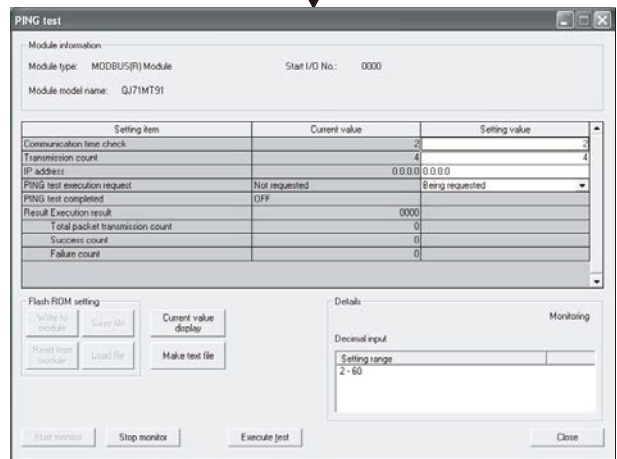 PING test
Module information
Module type: MODBUS(R) Module Start I/O No.: 0000
Module model name: QJ71MT91
Setting item Current value Setting value
Communication time check 2 2
Transmission count 4 4
IP address 0.0.0.0 0.0.0.0
PING test execution request Not requested Being requested
PING test completed OFF
Result Execution result 0000
Total packet transmission count 0
Success count 0
Failure count 0
Flash ROM setting Details
Write to module Save file Current value display Monitoring
Decimal input
Read from module Load file Make text file Setting range
2 - 60
Start monitor Stop monitor Execute test Close